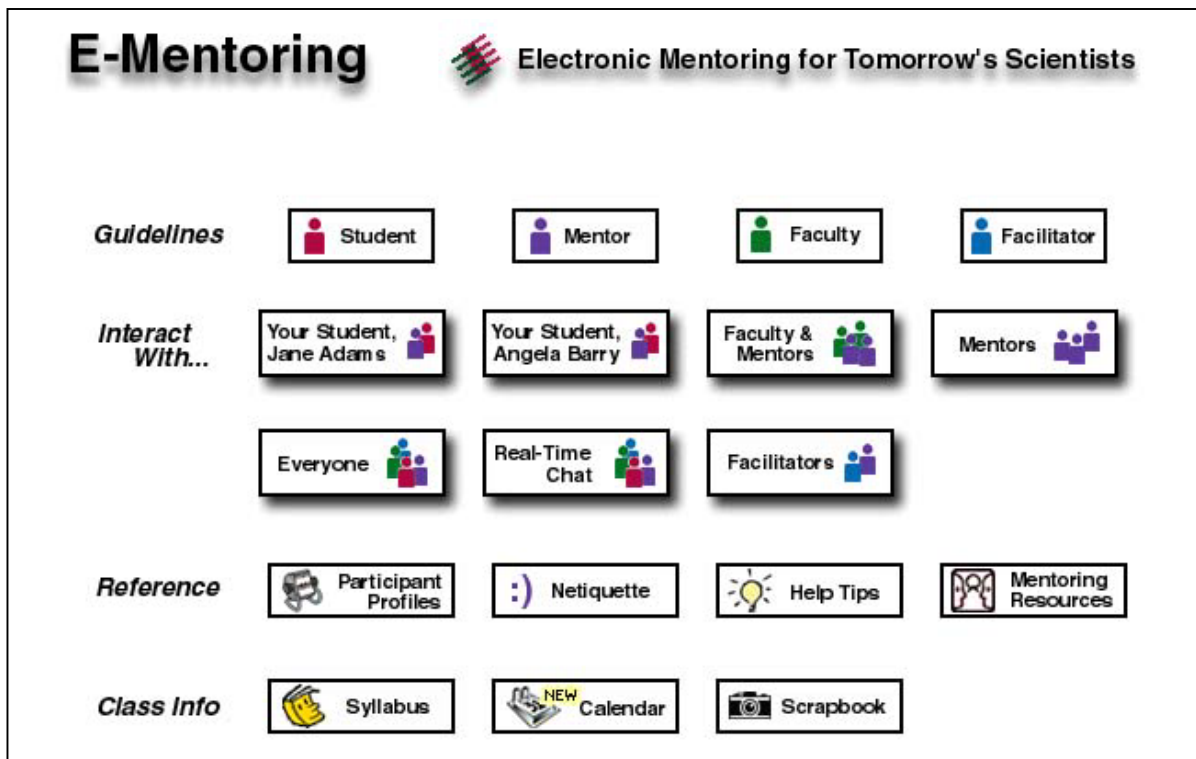 E-Mentoring
Electronic Mentoring for Tomorrow's Scientists
Guidelines
Student
Mentor
Faculty
Facilitator
Interact
With...
Your Student,
Jane Adams
Your Student,
Angela Barry
Faculty &
Mentors
Mentors
Everyone
Real-Time
Chat
Facilitators
Reference
Participant
Profiles
:)
Netiquette
Help Tips
Mentoring
Resources
Class Info
Syllabus
NEW
Calendar
Scrapbook